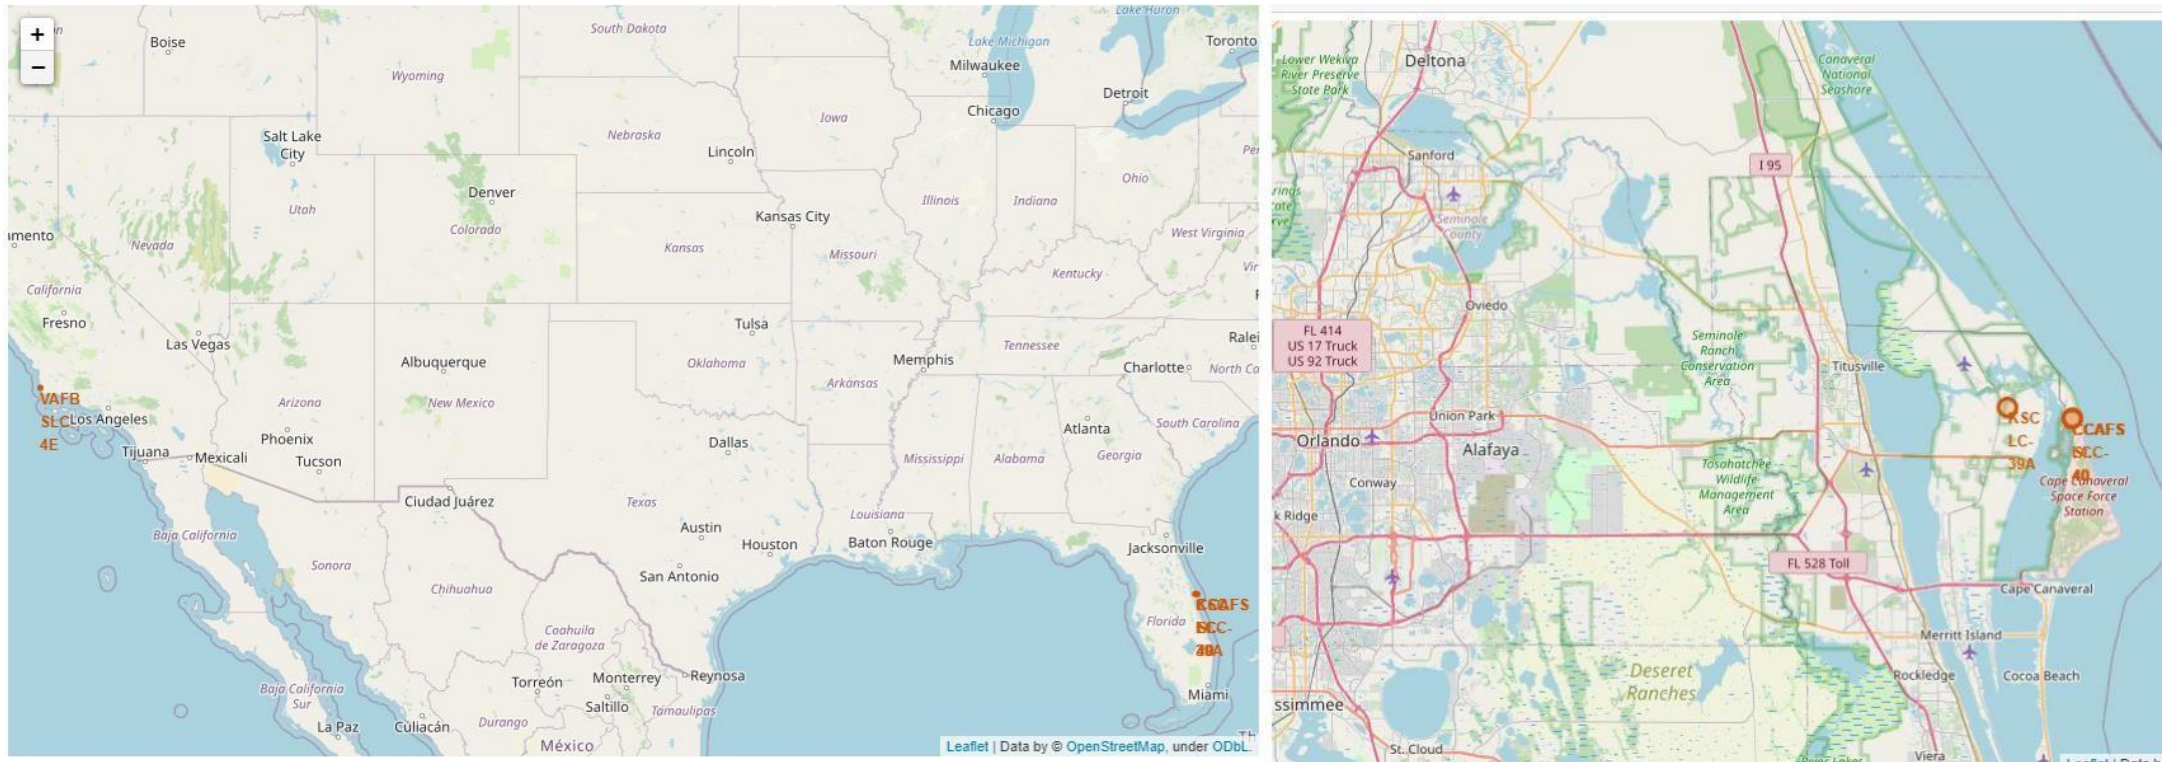 +
−
Boise
South Dakota
Lake Huron
Toronto
Lake Michigan
Milwaukee
Wyoming
Detroit
Chicago
Iowa
Nebraska
Salt Lake
City
Lincoln
Ohio
Denver
Illinois
Indiana
Utah
Kansas City
Colorado
West Virginia
Nevada
Kansas
Missouri
Kentucky
California
Fresno
Las Vegas
Tulsa
Tennessee
Albuquerque
Oklahoma
Memphis
Charlotte
Arkansas
VAFB
SLC-
4E
Los Angeles
Arizona
New Mexico
South Carolina
Phoenix
Dallas
Atlanta
Tijuana
Mexicali
Tucson
Mississippi
Alabama
Georgia
Ciudad Juárez
Texas
Louisiana
Austin
Baja California
Houston
Baton Rouge
Jacksonville
Sonora
San Antonio
Chihuahua
Florida
Coahuila
de Zaragoza
Torreón
Monterrey
Reynosa
Baja California
Sur
Saltillo
Miami
Tamaulipas
La Paz
Culiacán
Durango
México
Leaflet | Data by © OpenStreetMap, under ODbL.
Lower Wekiva
River Preserve
State Park
Deltona
Canaveral
National
Seashore
Sanford
I 95
Seminole
County
Oviedo
FL 414
US 17 Truck
US 92 Truck
Seminole
Ranch
Conservation
Area
Titusville
Union Park
Orlando
Alafaya
KSC
LC-
39A
CCAFS
Conway
Tosohatchee
Wildlife
Management
Area
Cape Canaveral
Space Force
Station
FL 528 Toll
Cape Canaveral
Merritt Island
Deseret
Ranches
Rockledge
Cocoa Beach
St. Cloud
Viera